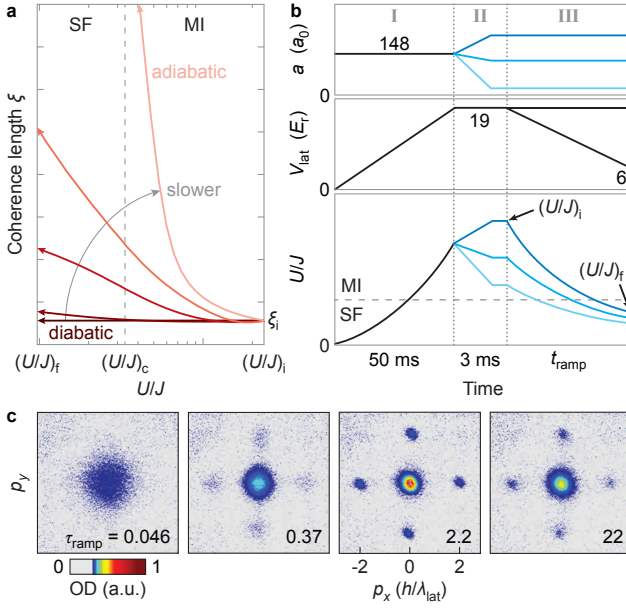 a
SF
MI
adiabatic
slower
diabatic
ξi
Coherence length ξ
(U/J)f
(U/J)c
(U/J)i
U/J
b
I
II
III
a (a0)
148
0
Vlat (Er)
19
6
0
U/J
(U/J)i
(U/J)f
MI
SF
0
50 ms
3 ms
tramp
Time
c
py
τramp = 0.046
0.37
2.2
22
0
1
OD (a.u.)
-2
0
2
px (h/λlat)